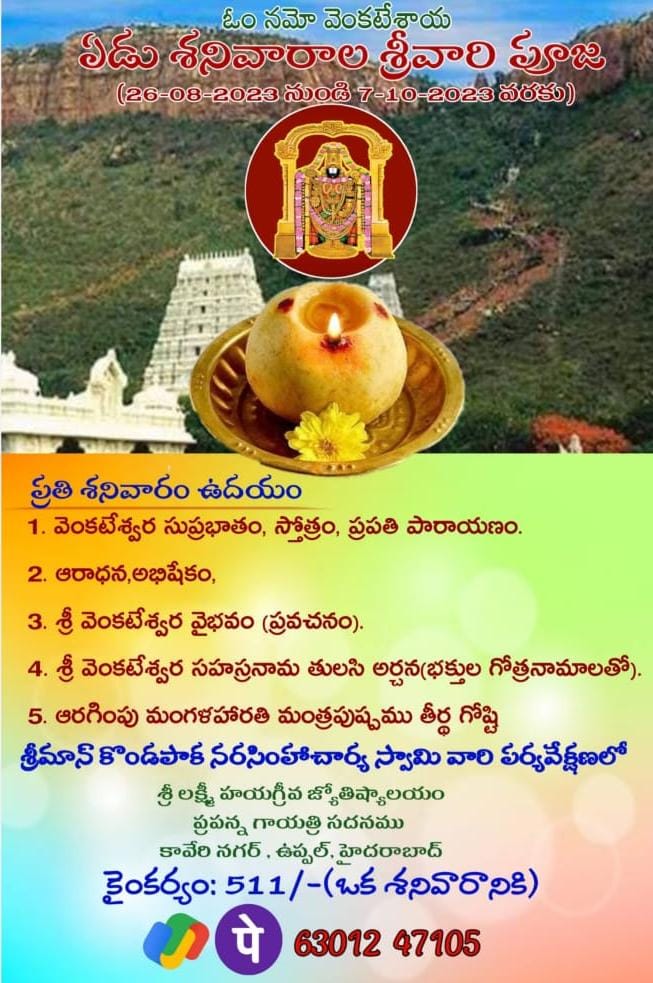 ఓం నమో వెంకటేశాయ
ఏడు శనివారాల శ్రీవారి పూజ
(26-08-2023 నుండి 7-10-2023 వరకు)
ప్రతి శనివారం ఉదయం
1. వెంకటేశ్వర సుప్రభాతం, స్తోత్రం, ప్రపతి పారాయణం.
2. ఆరాధన,అభిషేకం,
3. శ్రీ వెంకటేశ్వర వైభవం (ప్రవచనం).
4. శ్రీ వెంకటేశ్వర సహస్రనామ తులసి అర్చన(భక్తుల గోత్రనామాలతో).
5. ఆరగింపు మంగళహారతి మంత్రపుష్పము తీర్థ గోష్టి
శ్రీమాన్ కొండపాక నరసింహాచార్య స్వామి వారి పర్యవేక్షణలో
శ్రీ లక్ష్మీ హయగ్రీవ జ్యోతిష్యాలయం
ప్రపన్న గాయత్రి సదనము
కావేరి నగర్ , ఉప్పల్, హైదరాబాద్
కైంకర్యం: 511/-(ఒక శనివారానికి)
पे 63012 47105